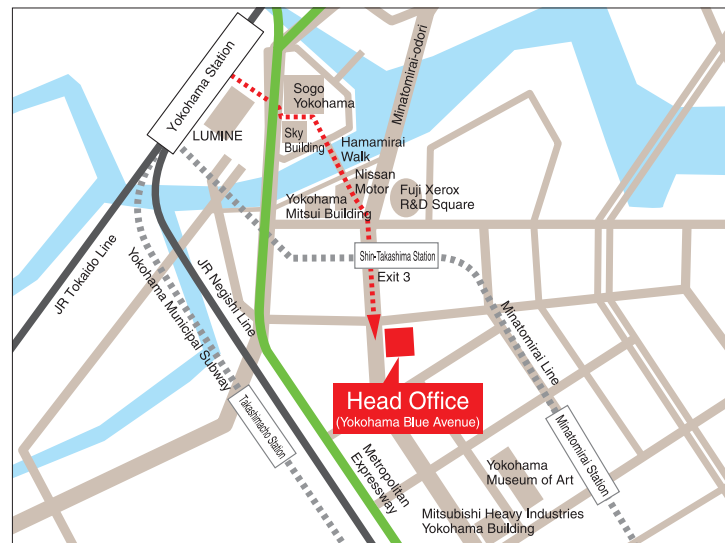 Yokohama Station
Minatomirai-odori
Sogo
Yokohama
LUMINE
Sky
Building
Hamamirai
Walk
Nissan
Motor
Yokohama
Mitsui Building
Fuji Xerox
R&D Square
Shin-Takashima Station
Exit 3
JR Tokaido Line
Yokohama Municipal Subway
JR Negishi Line
Minatomirai Line
Head Office
(Yokohama Blue Avenue)
Takashimacho Station
Metropolitan
Expressway
Minatomirai Station
Yokohama
Museum of Art
Mitsubishi Heavy Industries
Yokohama Building